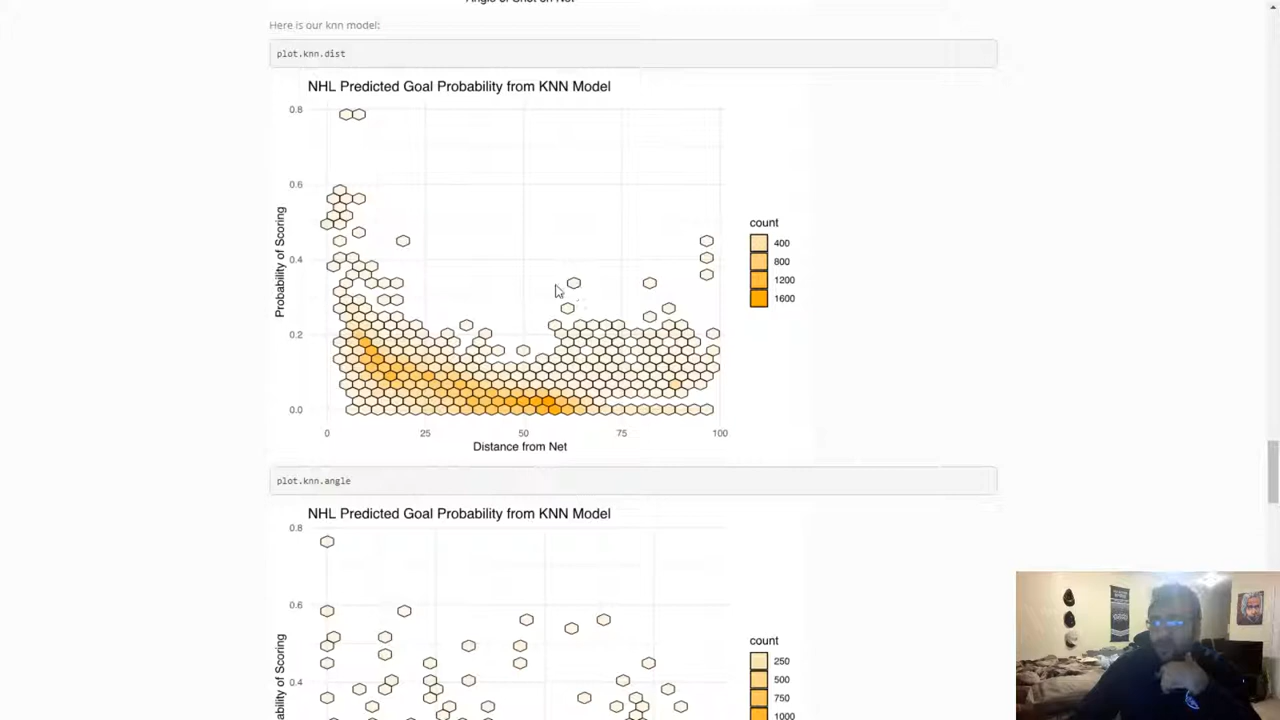 Angle of Shot on Net
Here is our knn model:
plot.knn.dist
NHL Predicted Goal Probability from KNN Model
0.8
0.6
0.4
0.2
0.0
Probability of Scoring
0
25
50
75
100
Distance from Net
count
400
800
1200
1600
plot.knn.angle
NHL Predicted Goal Probability from KNN Model
0.8
0.6
0.4
ability of Scoring
count
250
500
750
1000